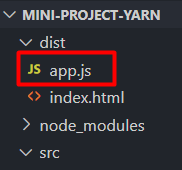 MINI-PROJECT-YARN
dist
JS app.js
<> index.html
node_modules
src